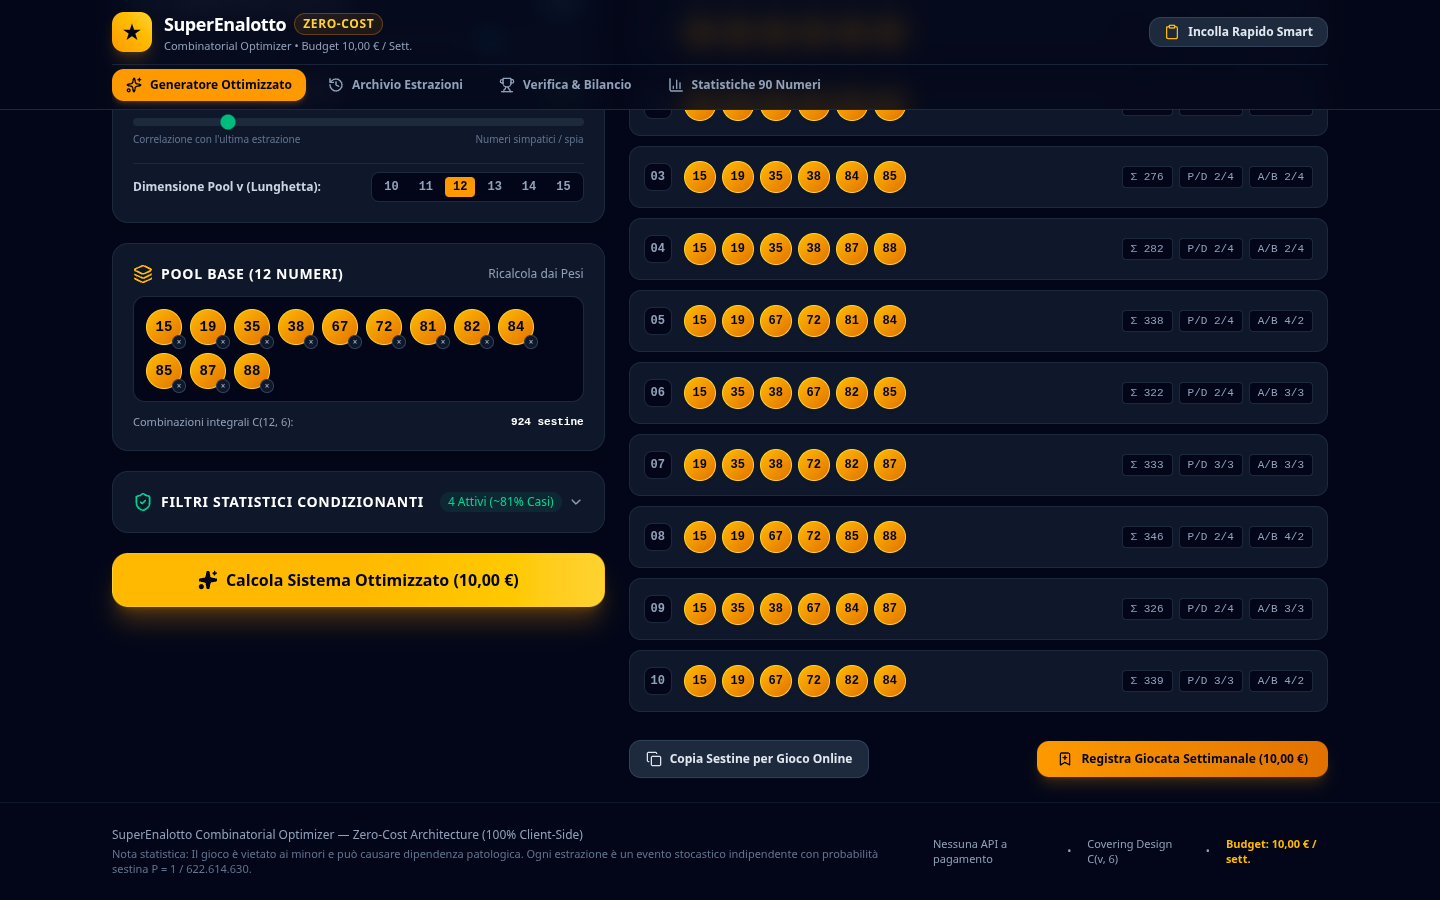 ★ SuperEnalotto ZERO-COST
Combinatorial Optimizer • Budget 10,00 € / Sett.
Incolla Rapido Smart
Generatore Ottimizzato Archivio Estrazioni Verifica & Bilancio Statistiche 90 Numeri
Correlazione con l'ultima estrazione Numeri simpatici / spia
Dimensione Pool v (Lunghetta): 10 11 12 13 14 15
POOL BASE (12 NUMERI) Ricalcola dai Pesi
15 19 35 38 67 72 81 82 84
85 87 88
Combinazioni integrali C(12, 6): 924 sestine
FILTRI STATISTICI CONDIZIONANTI 4 Attivi (~81% Casi)
Calcola Sistema Ottimizzato (10,00 €)
03 15 19 35 38 84 85 Σ 276 P/D 2/4 A/B 2/4
04 15 19 35 38 87 88 Σ 282 P/D 2/4 A/B 2/4
05 15 19 67 72 81 84 Σ 338 P/D 2/4 A/B 4/2
06 15 35 38 67 82 85 Σ 322 P/D 2/4 A/B 3/3
07 19 35 38 72 82 87 Σ 333 P/D 3/3 A/B 3/3
08 15 19 67 72 85 88 Σ 346 P/D 2/4 A/B 4/2
09 15 35 38 67 84 87 Σ 326 P/D 2/4 A/B 3/3
10 15 19 67 72 82 84 Σ 339 P/D 3/3 A/B 4/2
Copia Sestine per Gioco Online Registra Giocata Settimanale (10,00 €)
SuperEnalotto Combinatorial Optimizer — Zero-Cost Architecture (100% Client-Side)
Nota statistica: Il gioco è vietato ai minori e può causare dipendenza patologica. Ogni estrazione è un evento stocastico indipendente con probabilità
sestina P = 1 / 622.614.630.
Nessuna API a
pagamento
•
Covering Design
C(v, 6)
•
Budget: 10,00 € /
sett.